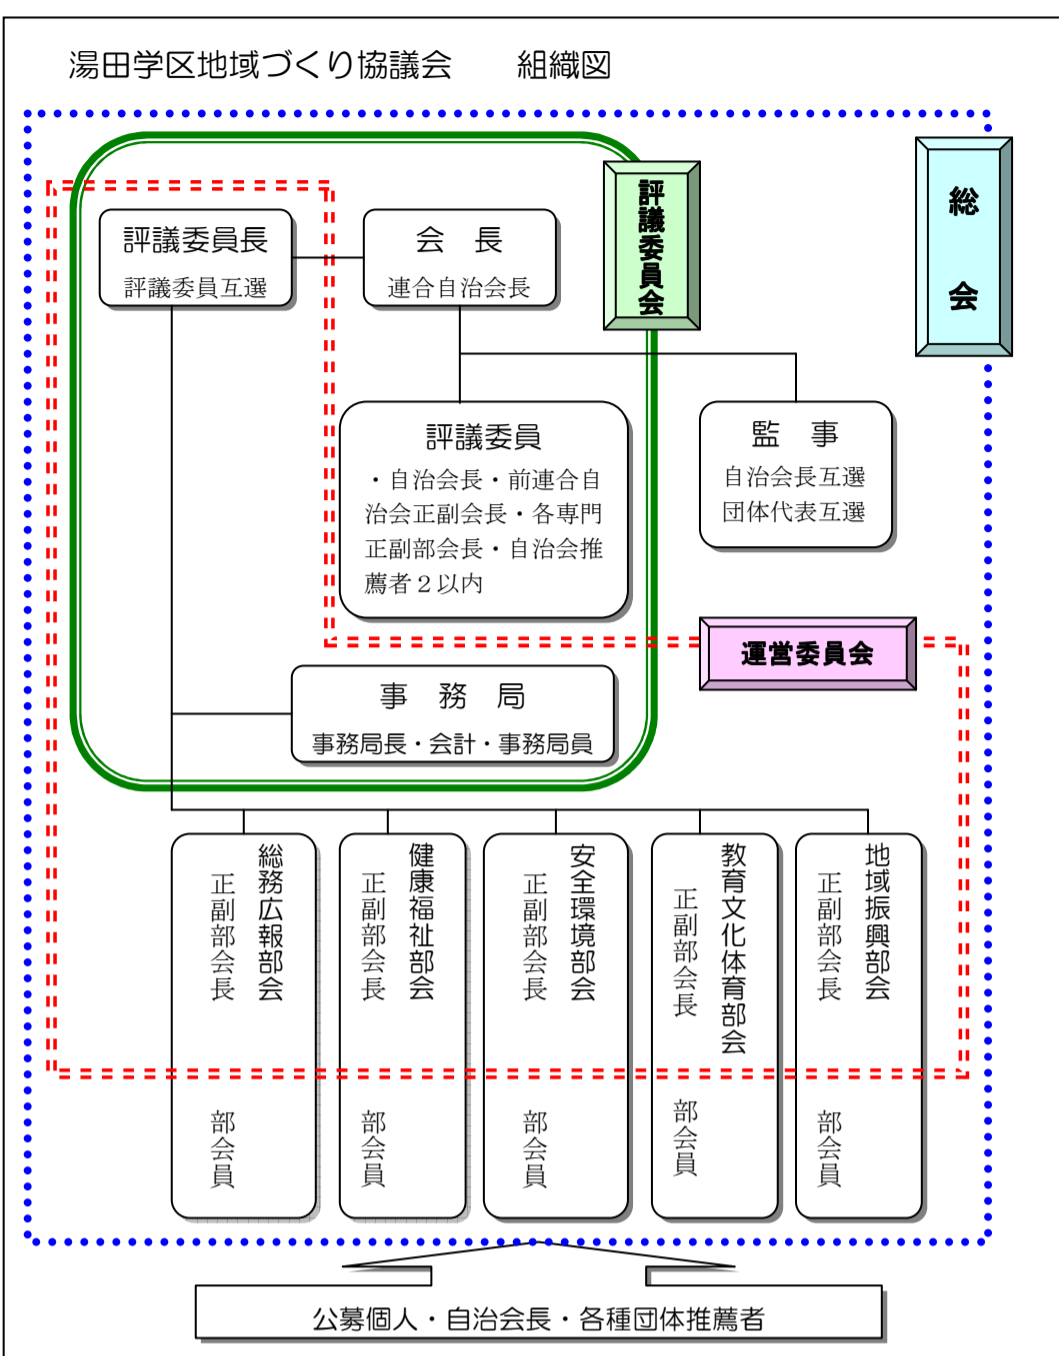 湯田学区地域づくり協議会　　組織図
総会
評議委員会
評議委員長
評議委員互選
会　長
連合自治会長
評議委員
・自治会長・前連合自
治会正副会長・各専門
正副部会長・自治会推
薦者２以内
監　事
自治会長互選
団体代表互選
運営委員会
事　務　局
事務局長・会計・事務局員
総務広報部会
正副部会長
部会員
健康福祉部会
正副部会長
部会員
安全環境部会
正副部会長
部会員
教育文化体育部会
正副部会長
部会員
地域振興部会
正副部会長
部会員
公募個人・自治会長・各種団体推薦者